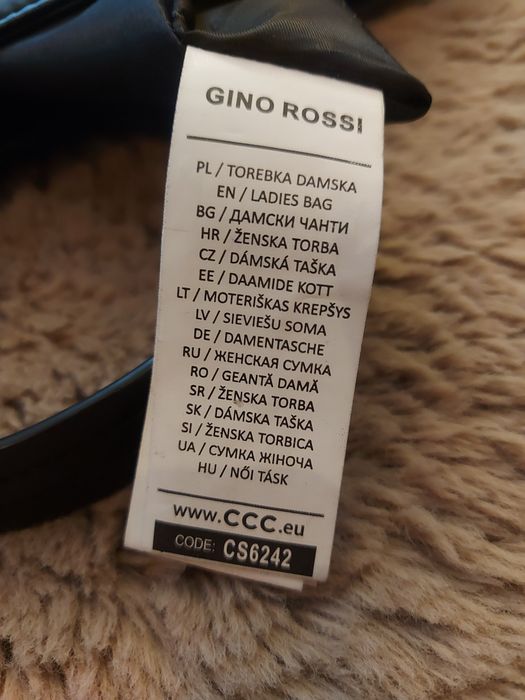 GINO ROSSI
PL / TOREBKA DAMSKA
EN / LADIES BAG
BG / ДАМСКИ ЧАНТИ
HR / ŽENSKA TORBA
CZ / DÁMSKÁ TAŠKA
EE / DAAMIDE KOTT
LT / MOTERIŠKAS KREPŠYS
LV / SIEVIEŠU SOMA
DE / DAMENTASCHE
RU / ЖЕНСКАЯ СУМКА
RO / GEANTĂ DAMĂ
SR / ŽENSKA TORBA
SK / DÁMSKA TAŠKA
SI / ŽENSKA TORBICA
UA / СУМКА ЖІНОЧА
HU / NŐI TÁSK
www.CCC.eu
CODE: CS6242